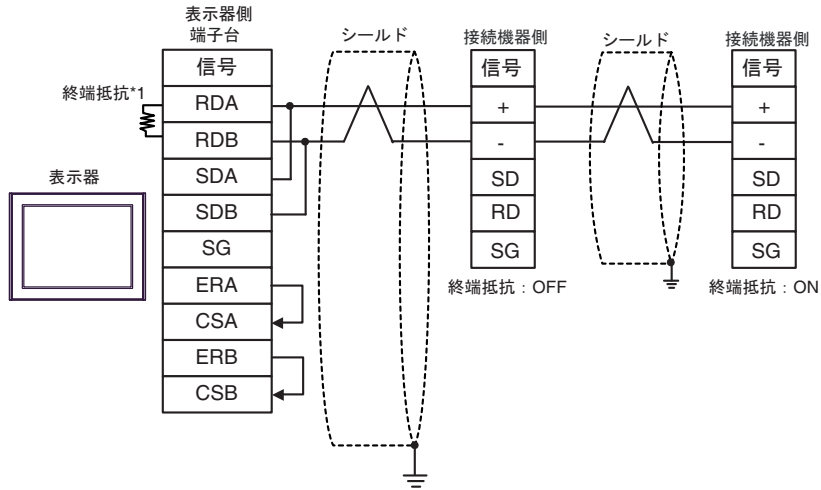 表示器側
端子台
信号
RDA
RDB
SDA
SDB
SG
ERA
CSA
ERB
CSB
終端抵抗*1
表示器
シールド
接続機器側
信号
+
-
SD
RD
SG
終端抵抗：OFF
シールド
接続機器側
信号
+
-
SD
RD
SG
終端抵抗：ON